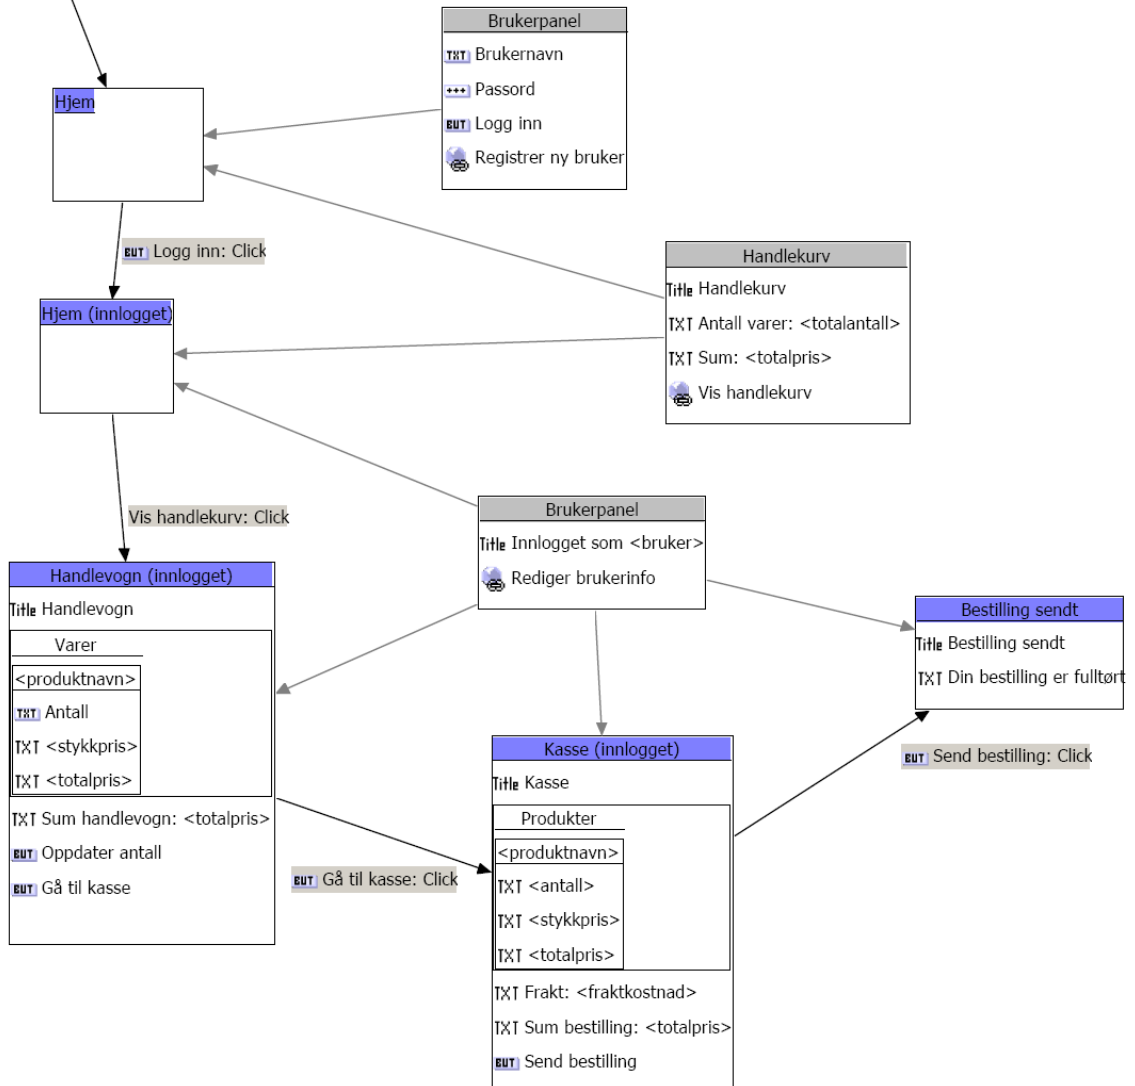 Brukerpanel
TXT Brukernavn
+++ Passord
BUT Logg inn
Registrer ny bruker
Hjem
BUT Logg inn: Click
Handlekurv
Title Handlekurv
TXT Antall varer: <totalantall>
TXT Sum: <totalpris>
Vis handlekurv
Hjem (innlogget)
Vis handlekurv: Click
Brukerpanel
Title Innlogget som <bruker>
Rediger brukerinfo
Handlevogn (innlogget)
Title Handlevogn
Varer
<produktnavn>
TXT Antall
TXT <stykkpris>
TXT <totalpris>
TXT Sum handlevogn: <totalpris>
BUT Oppdater antall
BUT Gå til kasse
BUT Gå til kasse: Click
Kasse (innlogget)
Title Kasse
Produkter
<produktnavn>
TXT <antall>
TXT <stykkpris>
TXT <totalpris>
TXT Frakt: <fraktkostnad>
TXT Sum bestilling: <totalpris>
BUT Send bestilling
BUT Send bestilling: Click
Bestilling sendt
Title Bestilling sendt
TXT Din bestilling er fulltørt